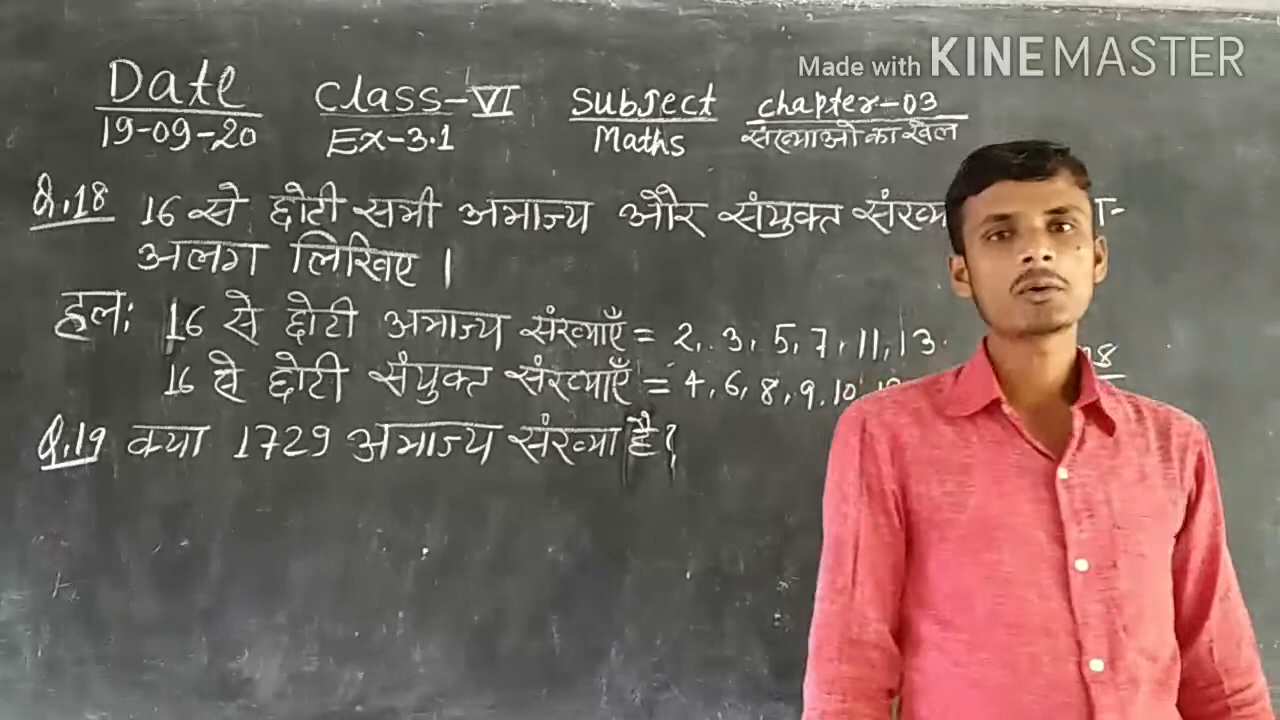 Made with KINEMASTER
Date Class-VI Subject chapter-03
19-09-20 Ex-3.1 Maths संख्याओ का खेल
Q.18 16 से छोटी सभी अभाज्य और संयुक्त
अलग लिखिए ।
हलः 16 से छोटी अभाज्य संख्याएँ = 2, 3, 5, 7, 11, 13.
16 से छोटी संयुक्त संख्याएँ = 4, 6, 8, 9, 10,
Q.19 क्या 1729 अभाज्य संख्या है?